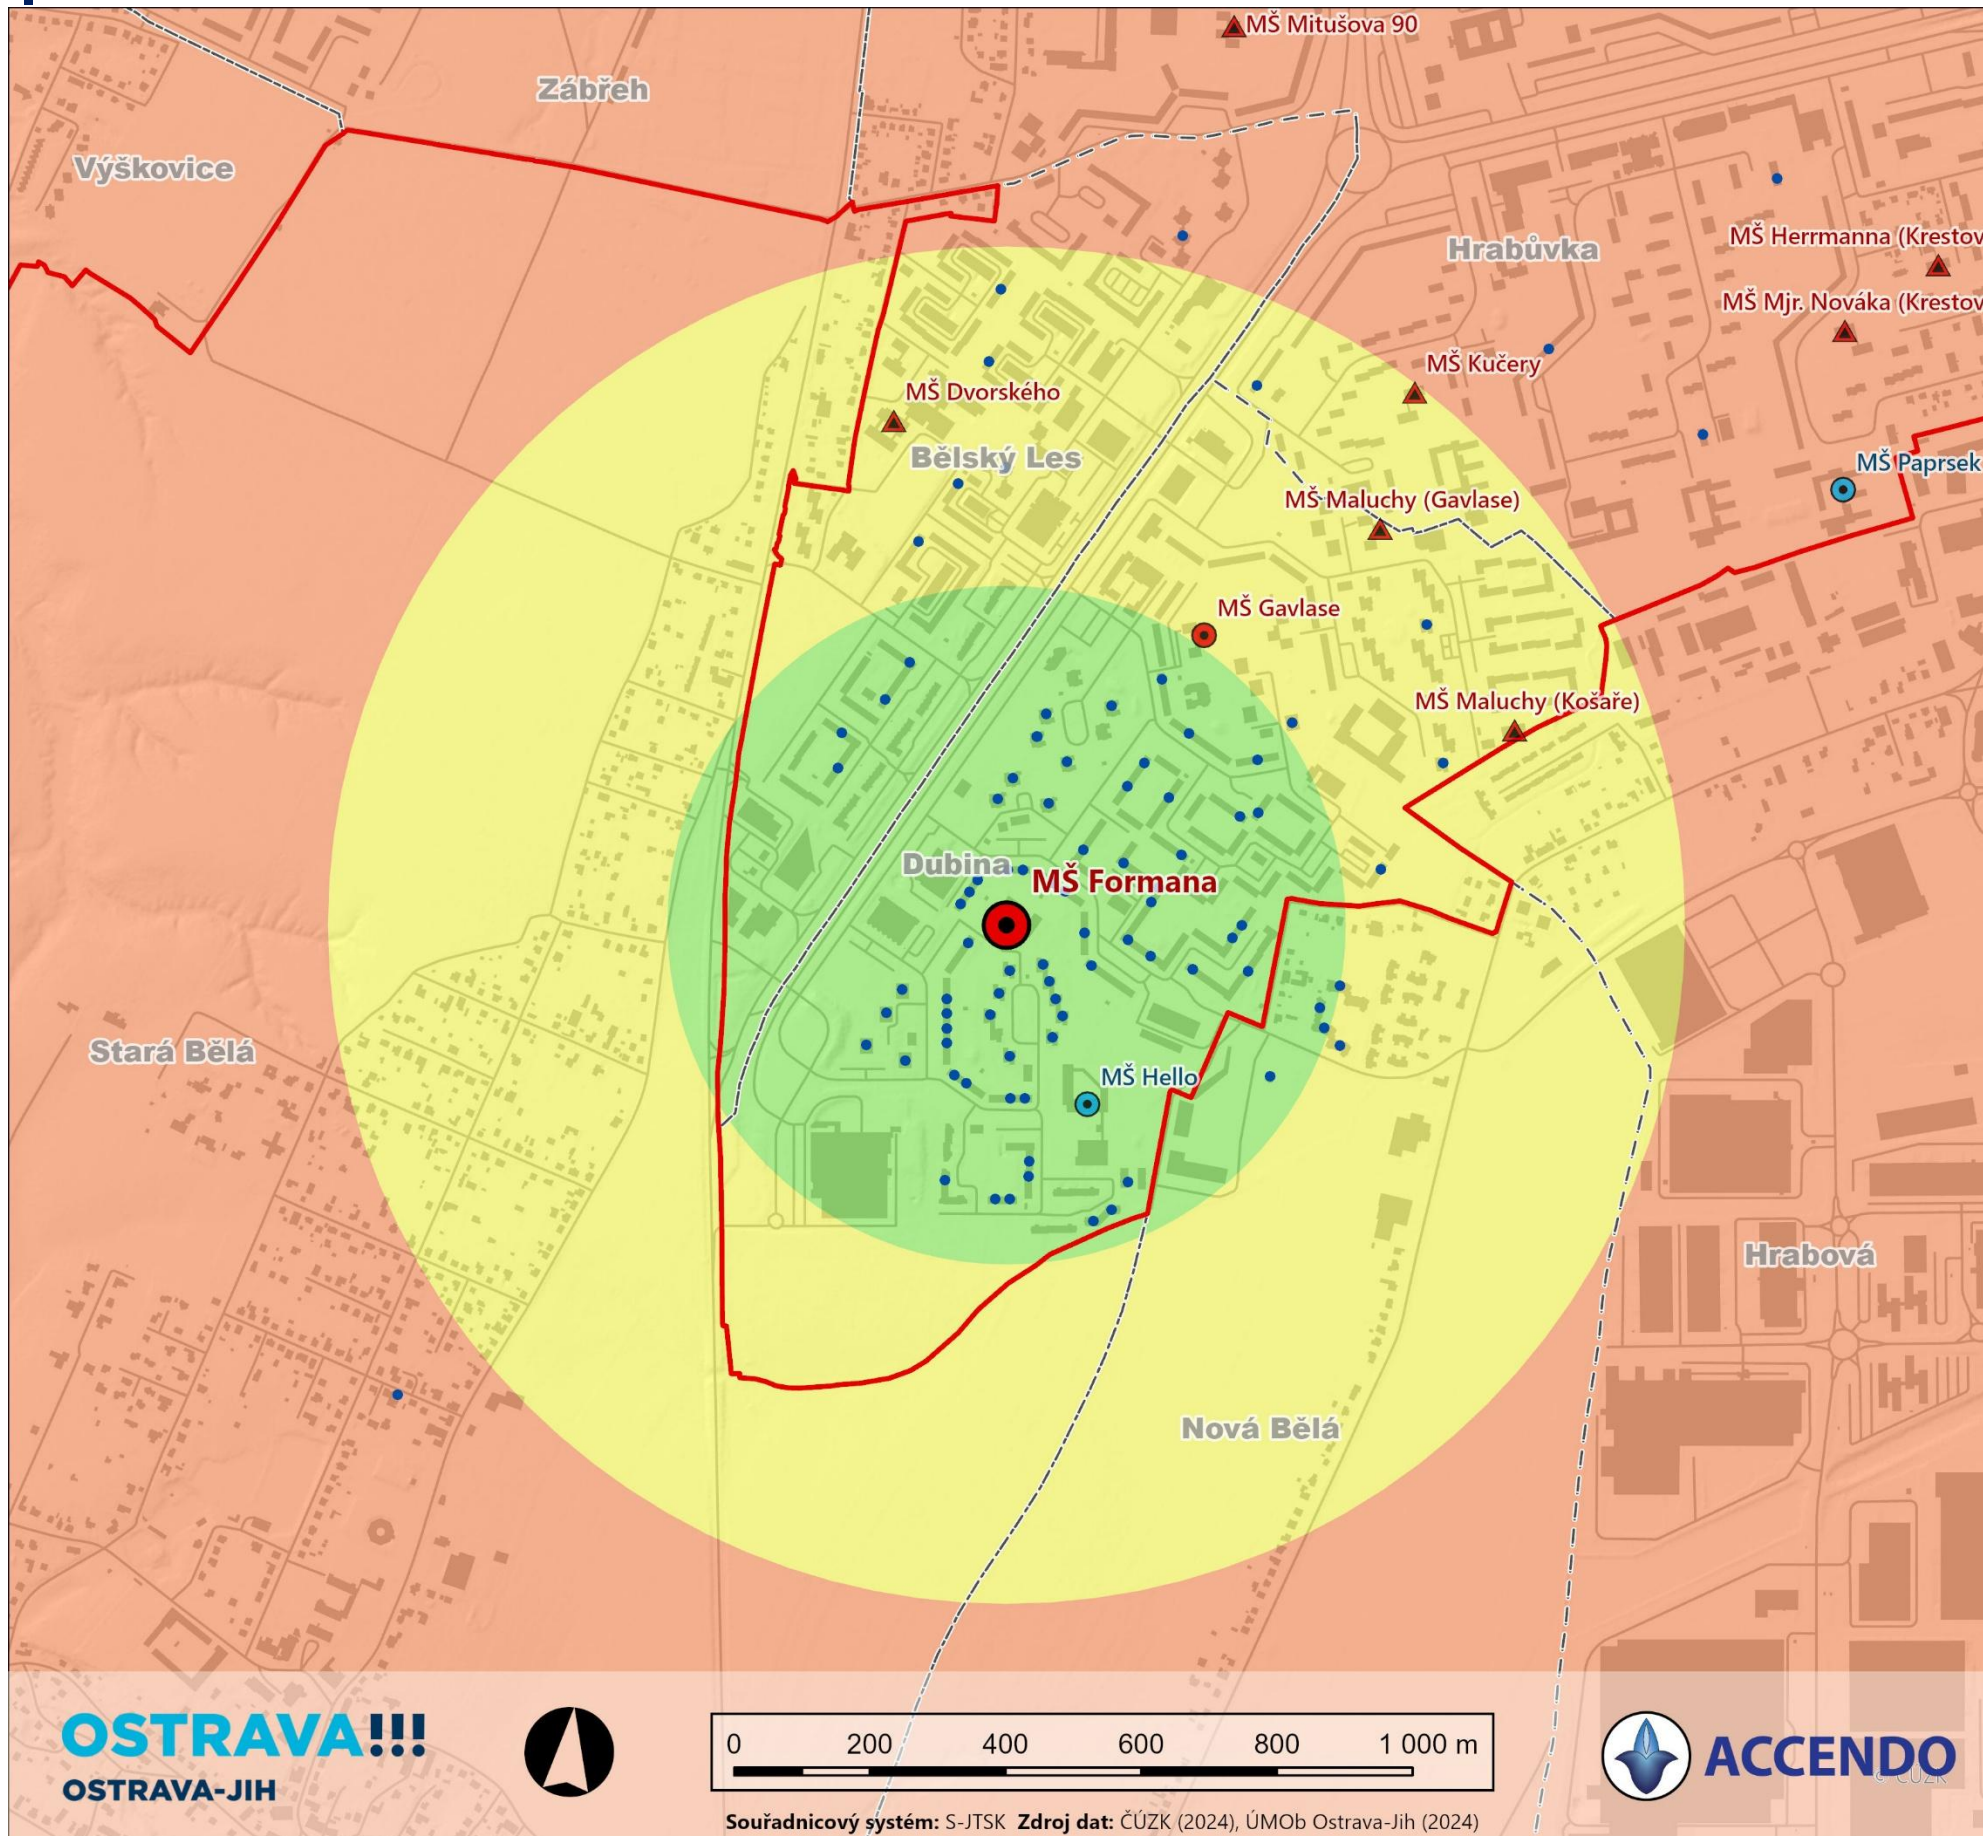 MŠ Mitušova 90
Zábřeh
Výškovice
Hrabůvka
MŠ Herrmanna (Krestov
MŠ Mjr. Nováka (Krestov
MŠ Kučery
MŠ Dvorského
Bělský Les
MŠ Paprsek
MŠ Maluchy (Gavlase)
MŠ Gavlase
MŠ Maluchy (Košaře)
Dubina
MŠ Formana
Stará Bělá
MŠ Hello
Hrabová
Nová Bělá
OSTRAVA!!!
OSTRAVA-JIH
0 200 400 600 800 1 000 m
ACCENDO
© ČÚZK
Souřadnicový systém: S-JTSK Zdroj dat: ČÚZK (2024), ÚMOb Ostrava-Jih (2024)